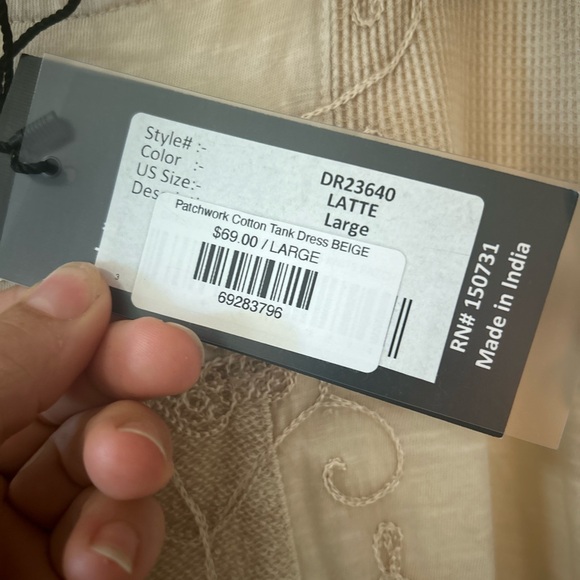 Style# :-
DR23640
Color :-
LATTE
US Size:-
Large
Patchwork Cotton Tank Dress BEIGE
$69.00 / LARGE
69283796
RN# 150731
Made in India